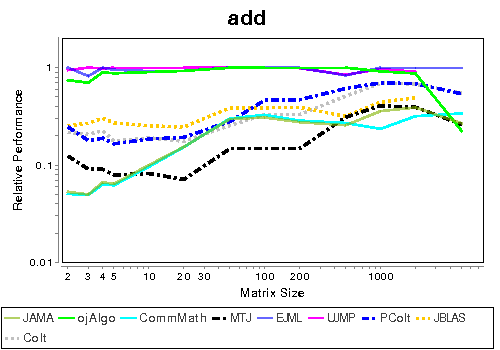 add
Relative Performance
1
0.1
0.01
2 3 4 5 10 20 30 100 200 1000
Matrix Size
JAMA ojAlgo CommMath MTJ EJML UJMP PColt JBLAS
Colt